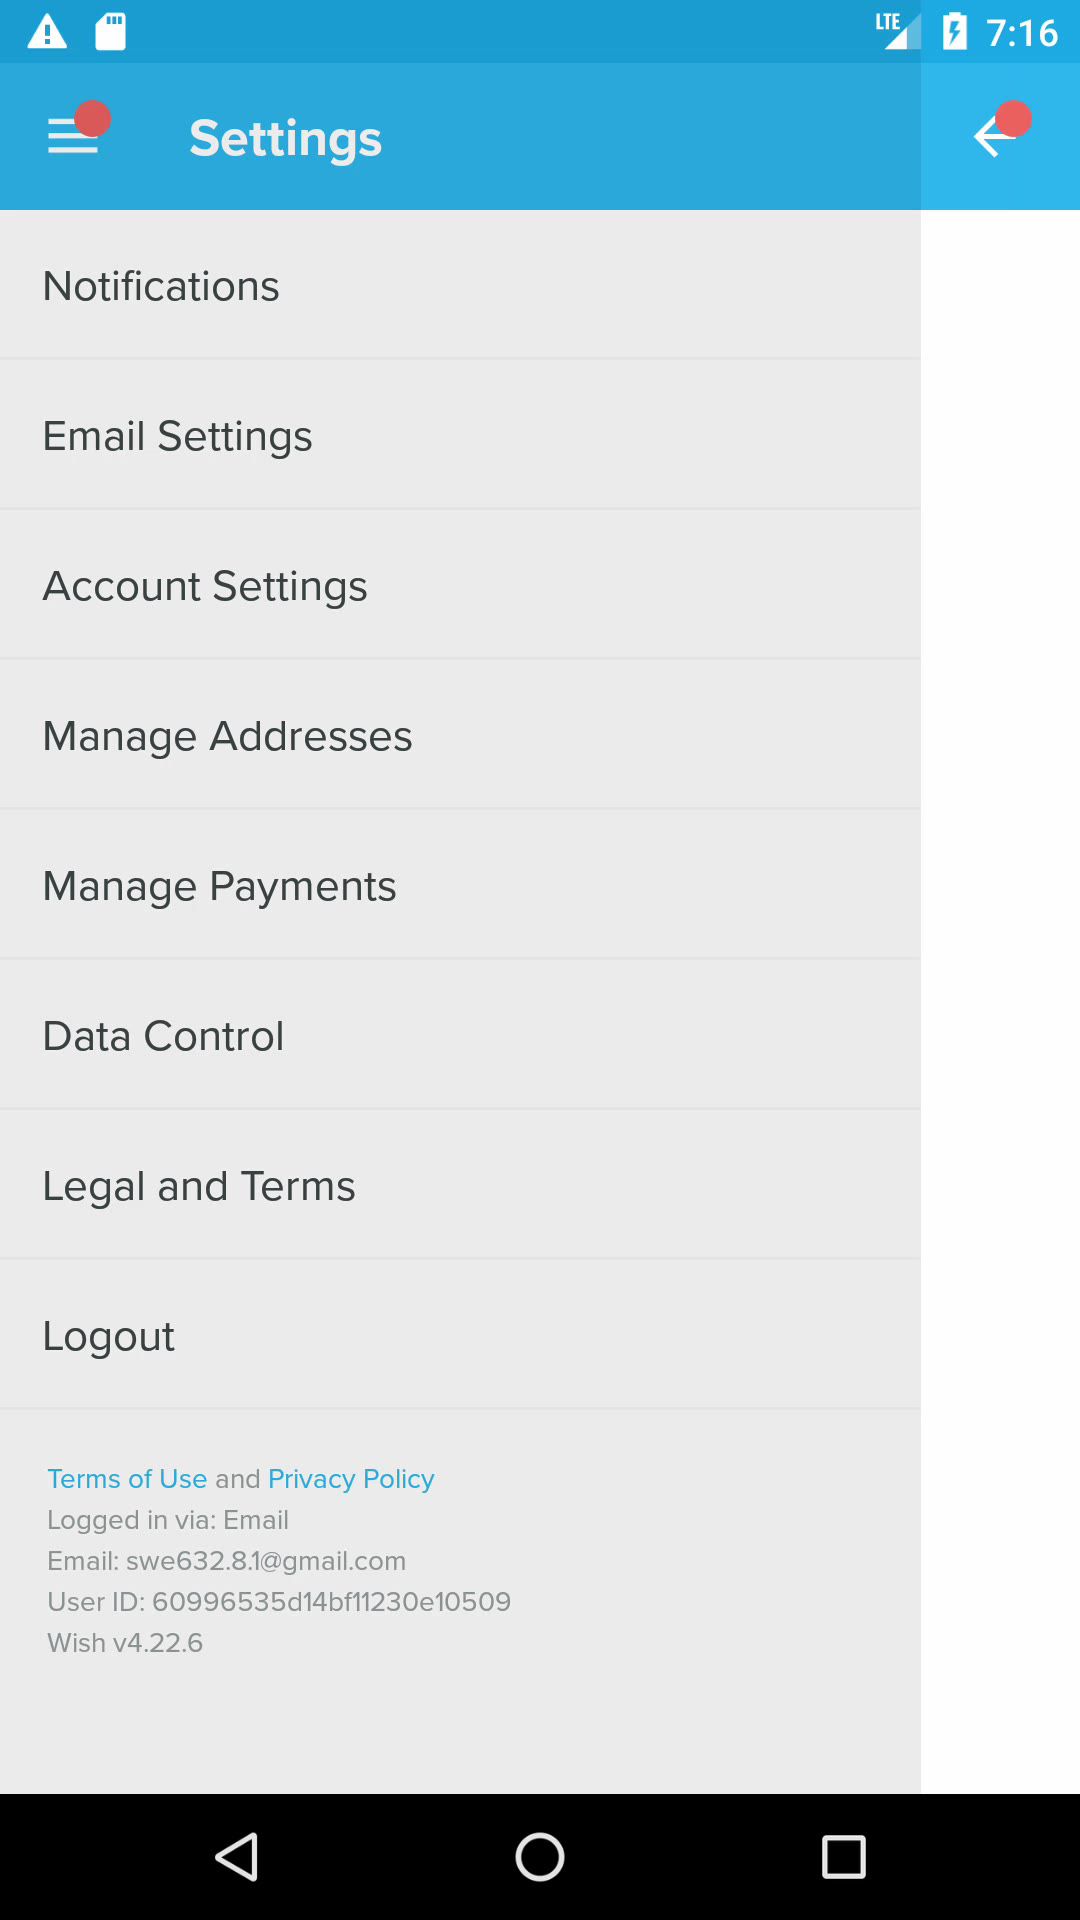 LTE 7:16
Settings
Notifications
Email Settings
Account Settings
Manage Addresses
Manage Payments
Data Control
Legal and Terms
Logout
Terms of Use and Privacy Policy
Logged in via: Email
Email: swe632.8.1@gmail.com
User ID: 60996535d14bf11230e10509
Wish v4.22.6